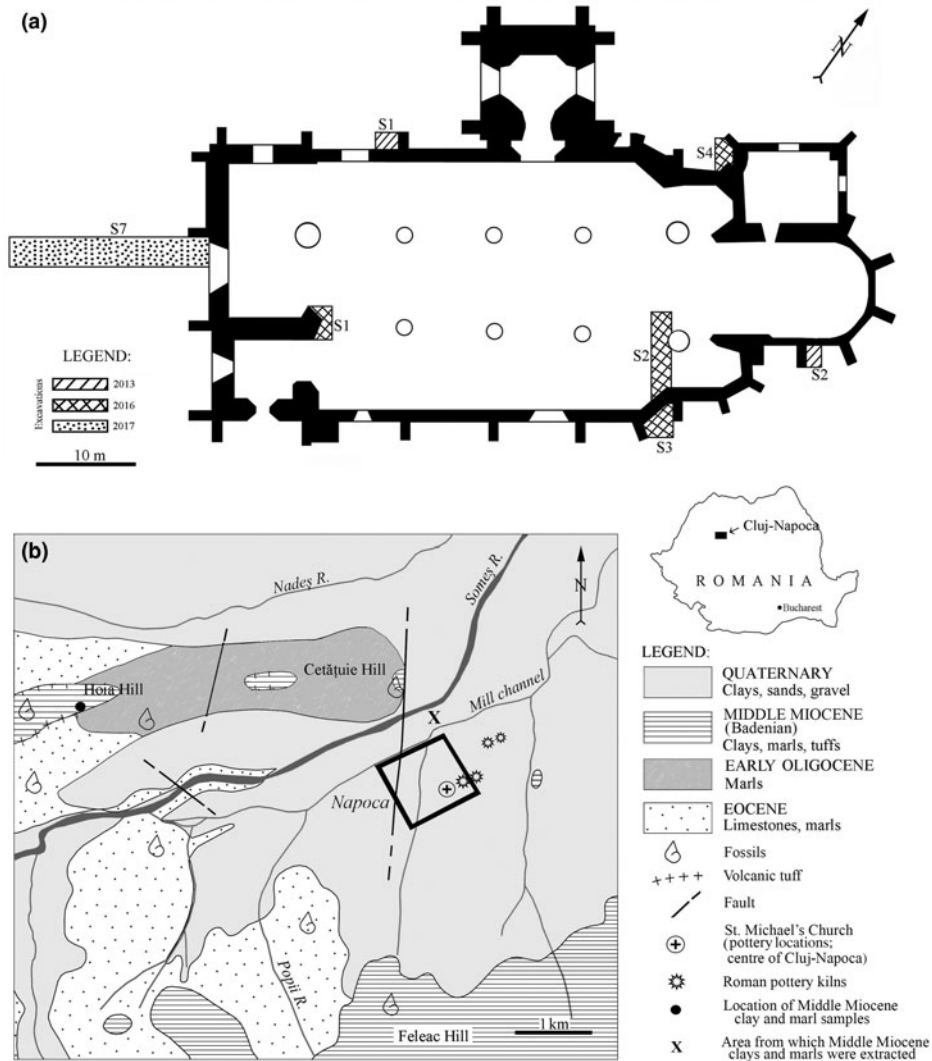 (a)
N
S1
S4
S7
S1
S2
S2
S3
LEGEND:
Excavations
2013
2016
2017
10 m
(b)
Nadeş R.
Someş R.
N
Cetăţuie Hill
Hoia Hill
Mill channel
X
Napoca
Popii R.
Feleac Hill
1 km
Cluj-Napoca
ROMANIA
Bucharest
LEGEND:
QUATERNARY
Clays, sands, gravel
MIDDLE MIOCENE
(Badenian)
Clays, marls, tuffs
EARLY OLIGOCENE
Marls
EOCENE
Limestones, marls
Fossils
Volcanic tuff
Fault
St. Michael's Church
(pottery locations;
centre of Cluj-Napoca)
Roman pottery kilns
Location of Middle Miocene
clay and marl samples
X Area from which Middle Miocene
clays and marls were extracted